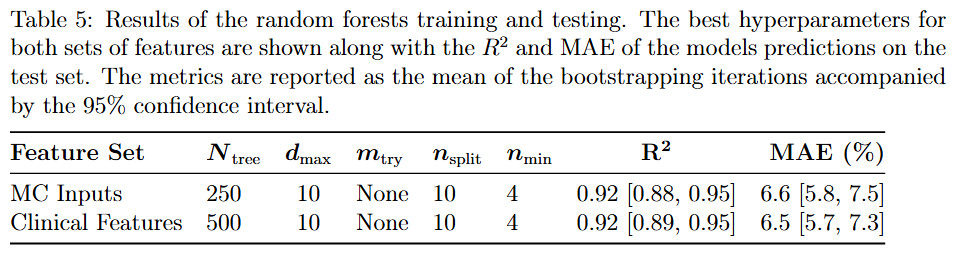 Table 5: Results of the random forests training and testing. The best hyperparameters for
both sets of features are shown along with the R² and MAE of the models predictions on the
test set. The metrics are reported as the mean of the bootstrapping iterations accompanied
by the 95% confidence interval.
Feature Set N_tree d_max m_try n_split n_min R² MAE (%)
MC Inputs 250 10 None 10 4 0.92 [0.88, 0.95] 6.6 [5.8, 7.5]
Clinical Features 500 10 None 10 4 0.92 [0.89, 0.95] 6.5 [5.7, 7.3]